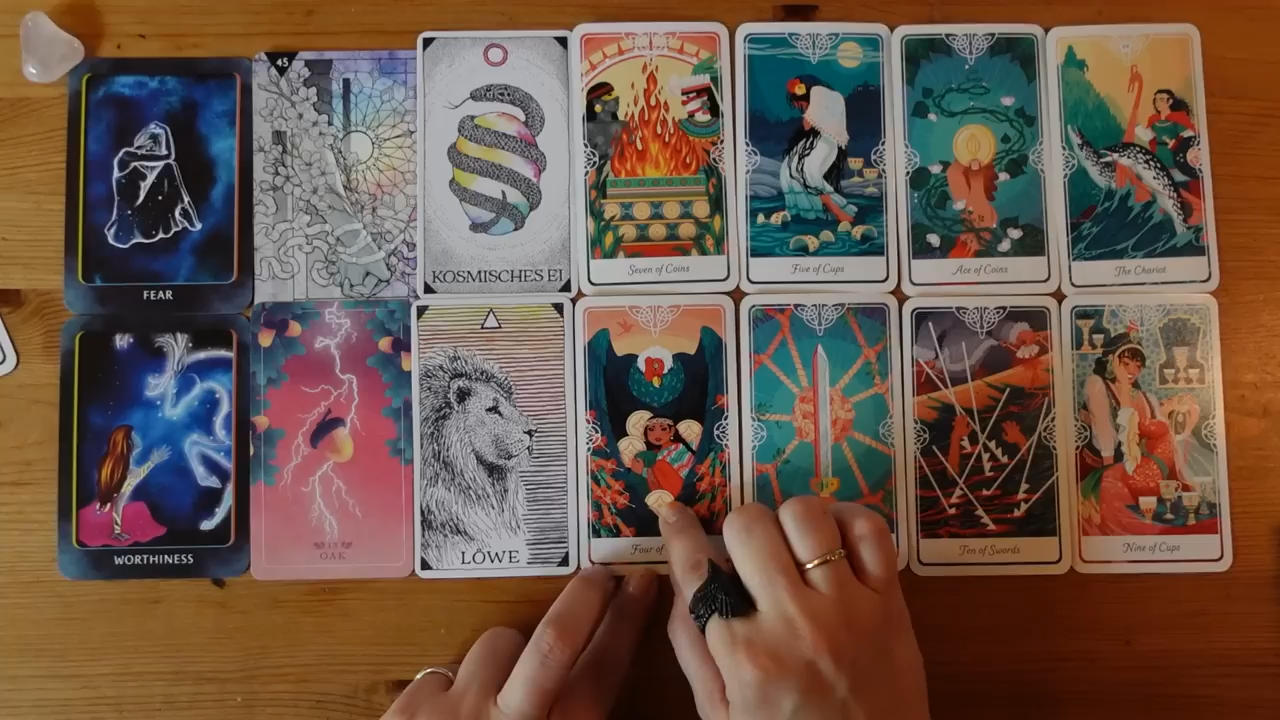 FEAR
45
KOSMISCHES EI
Seven of Coins
Five of Cups
Ace of Coins
The Chariot
WORTHINESS
OAK
LÖWE
Four of
Ten of Swords
Nine of Cups